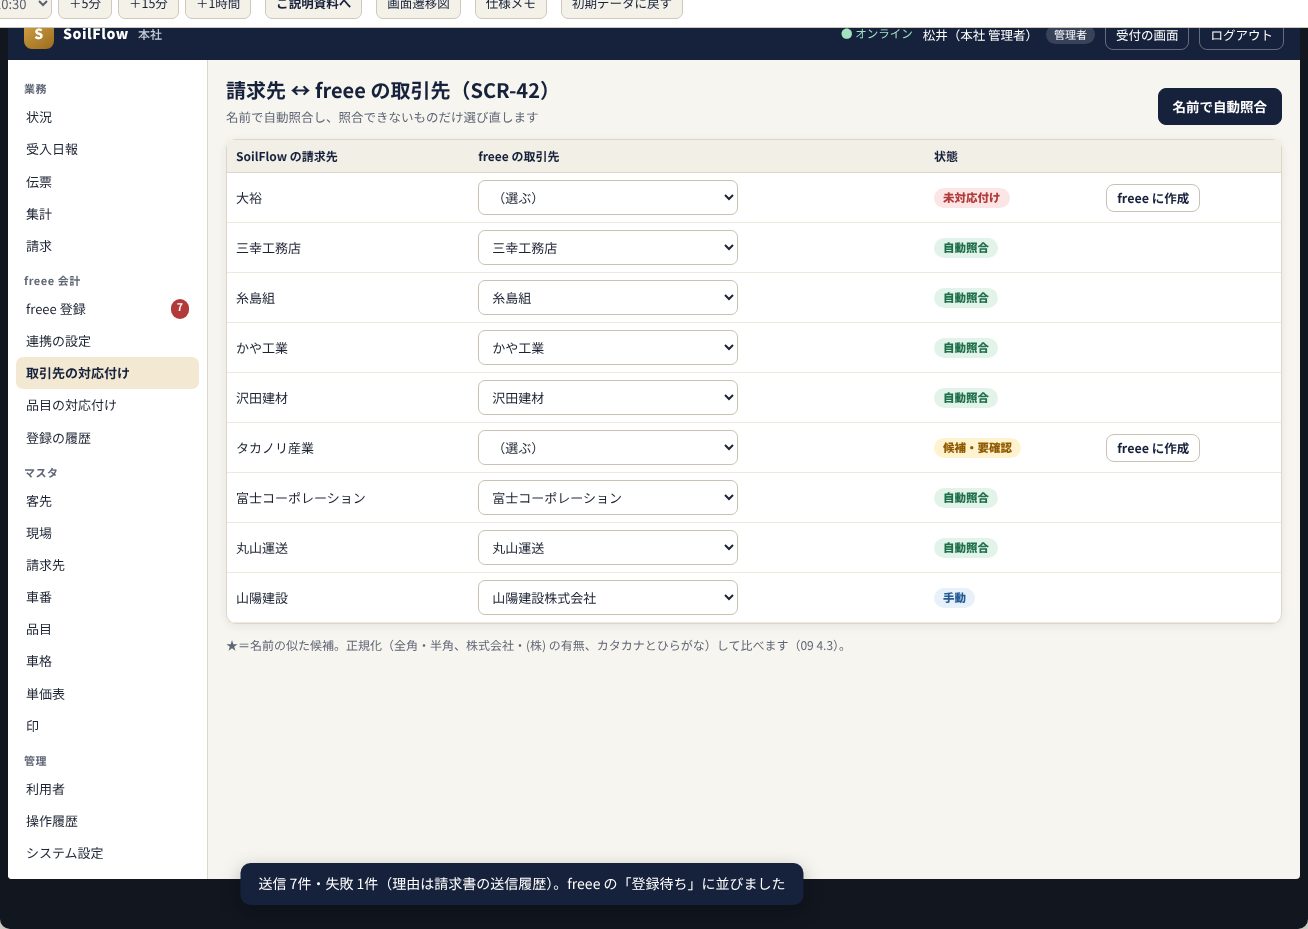 0:30 +5分 +15分 +1時間 ご説明資料へ 画面遷移図 仕様メモ 初期データに戻す
S SoilFlow 本社 オンライン 松井（本社 管理者） 管理者 受付の画面 ログアウト
業務
状況
受入日報
伝票
集計
請求
freee 会計
freee 登録 7
連携の設定
取引先の対応付け
品目の対応付け
登録の履歴
マスタ
客先
現場
請求先
車番
品目
車格
単価表
印
管理
利用者
操作履歴
システム設定
請求先 ↔ freee の取引先（SCR-42）
名前で自動照合し、照合できないものだけ選び直します
名前で自動照合
SoilFlow の請求先 freee の取引先 状態
大裕 （選ぶ） 未対応付け freee に作成
三幸工務店 三幸工務店 自動照合
糸島組 糸島組 自動照合
かや工業 かや工業 自動照合
沢田建材 沢田建材 自動照合
タカノリ産業 （選ぶ） 候補・要確認 freee に作成
富士コーポレーション 富士コーポレーション 自動照合
丸山運送 丸山運送 自動照合
山陽建設 山陽建設株式会社 手動
★＝名前の似た候補。正規化（全角・半角、株式会社・(株) の有無、カタカナとひらがな）して比べます（09 4.3）。
送信 7件・失敗 1件（理由は請求書の送信履歴）。freee の「登録待ち」に並びました